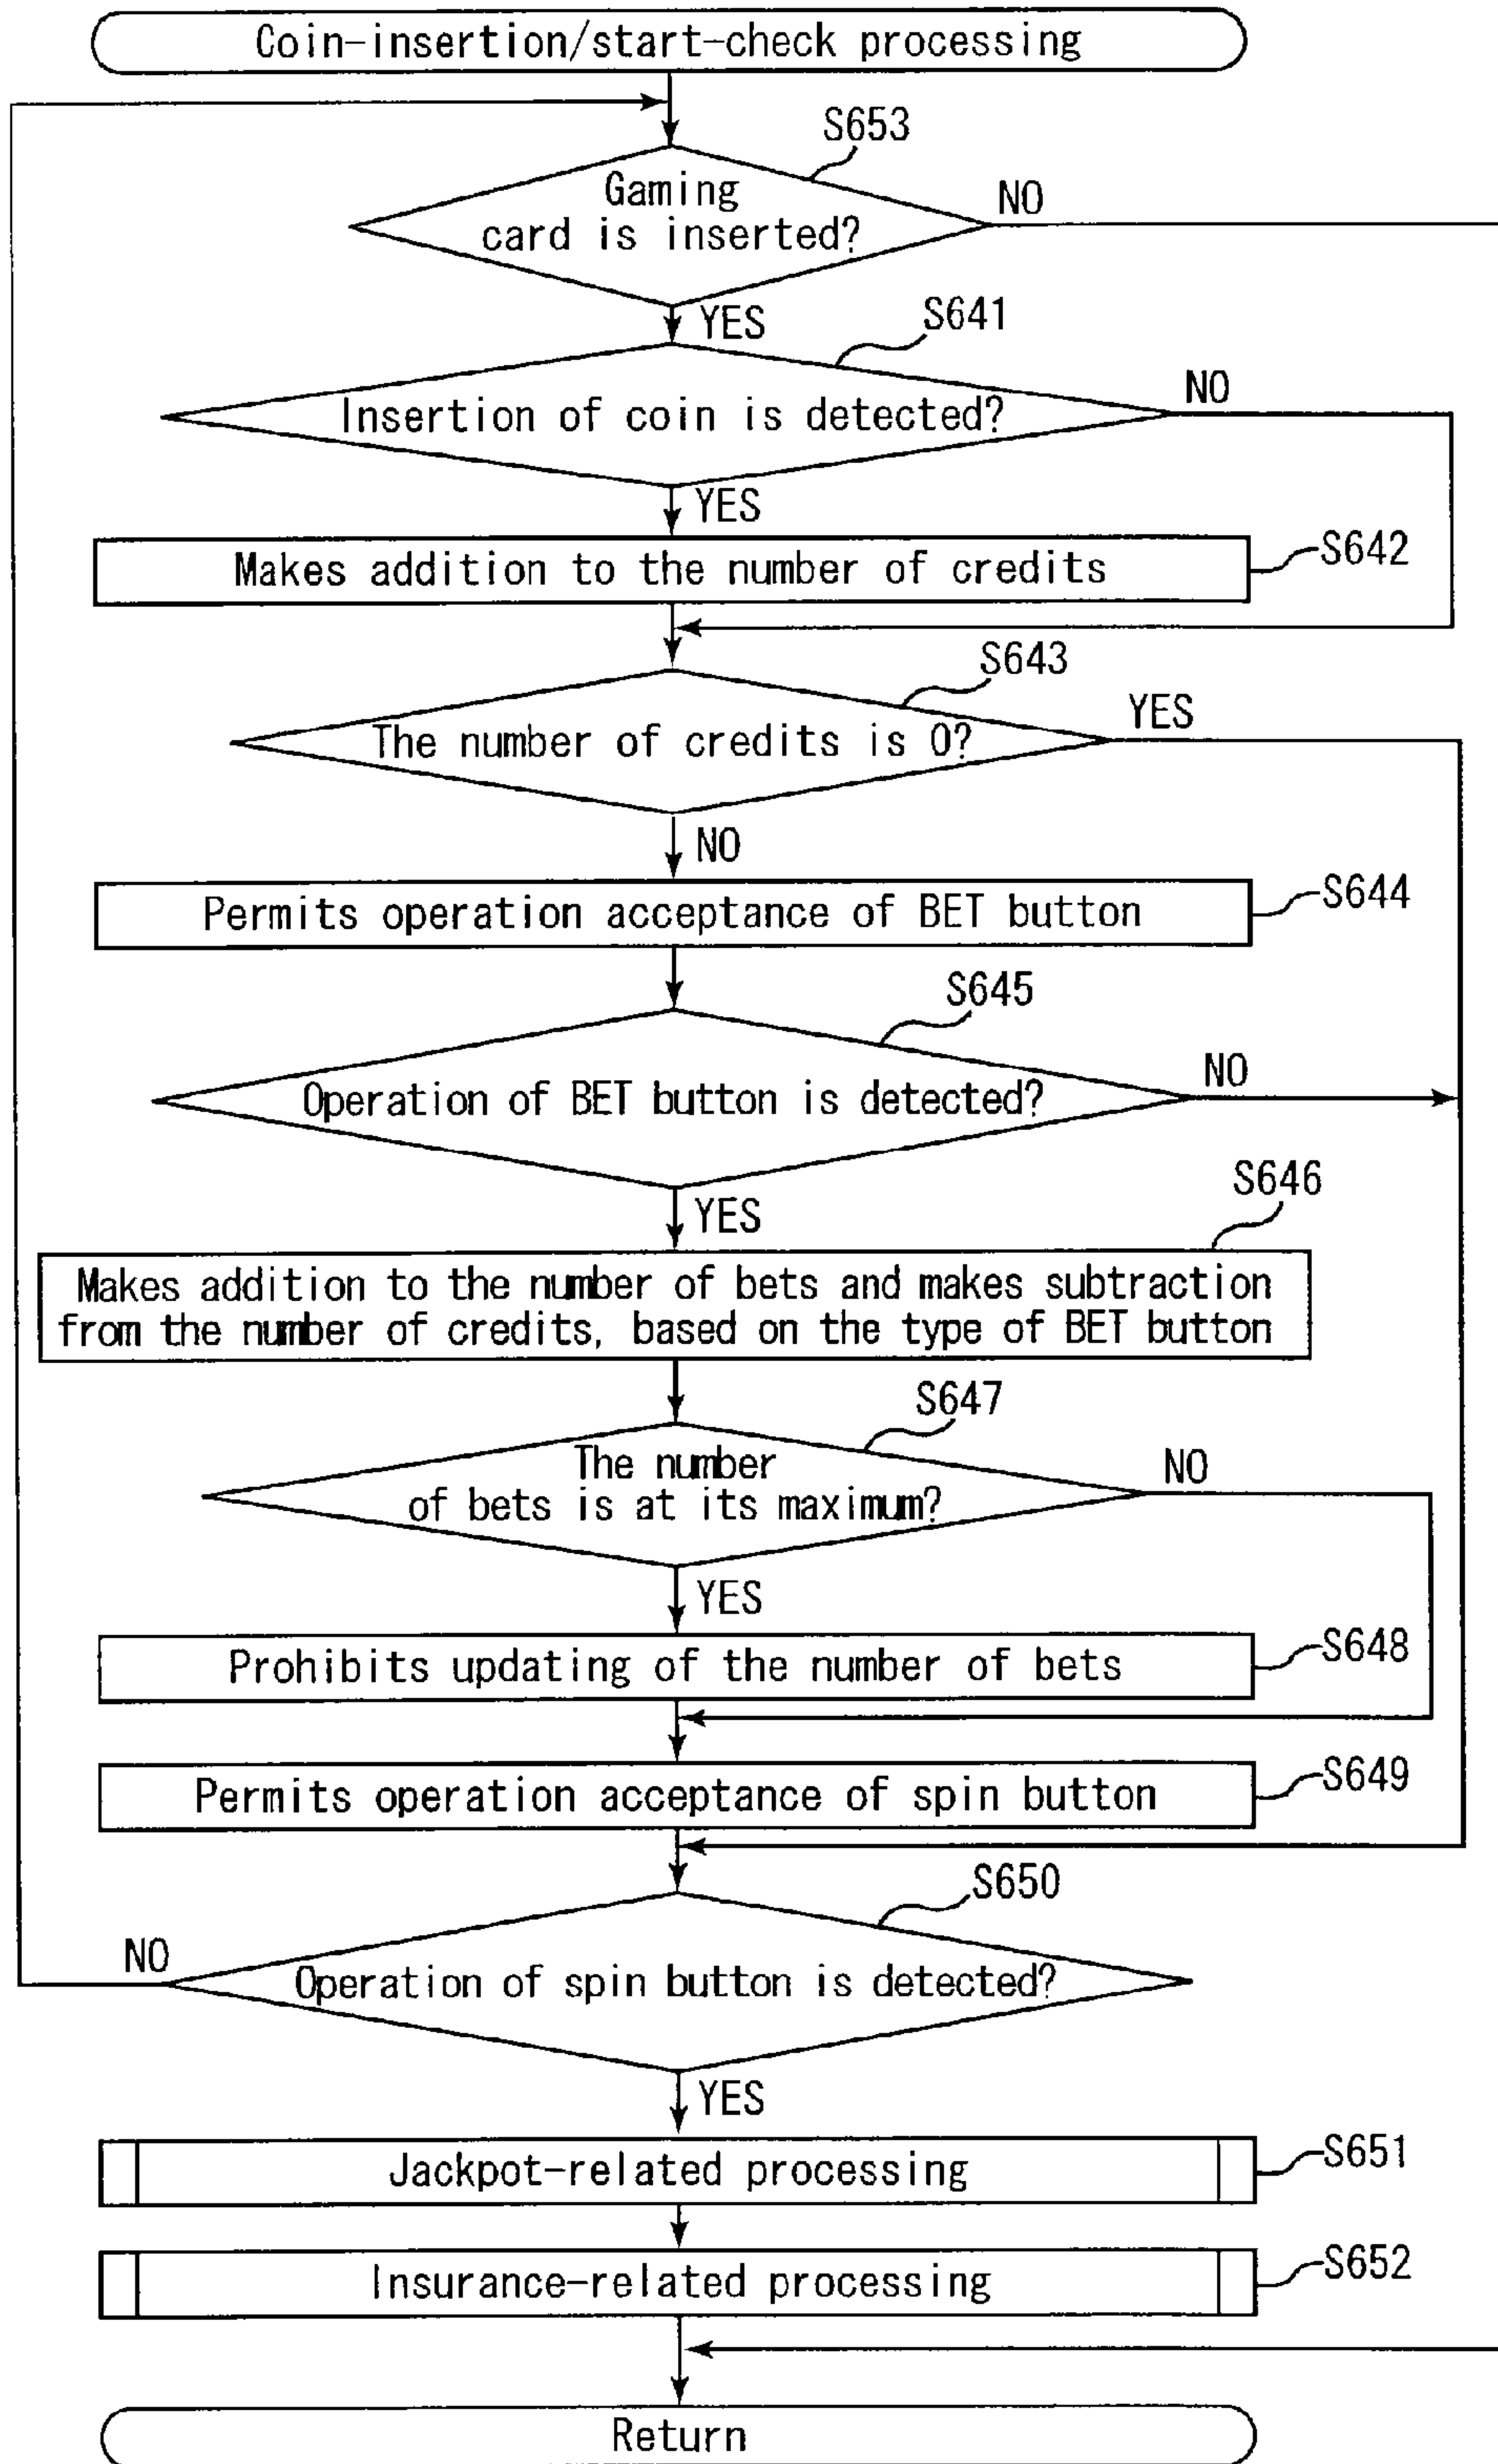 Coin-insertion/start-check processing
S653
Gaming
card is inserted?
NO
YES
S641
Insertion of coin is detected?
NO
YES
Makes addition to the number of credits
S642
S643
The number of credits is 0?
YES
NO
Permits operation acceptance of BET button
S644
S645
Operation of BET button is detected?
NO
YES
S646
Makes addition to the number of bets and makes subtraction
from the number of credits, based on the type of BET button
S647
The number
of bets is at its maximum?
NO
YES
Prohibits updating of the number of bets
S648
Permits operation acceptance of spin button
S649
S650
NO
Operation of spin button is detected?
YES
Jackpot-related processing
S651
Insurance-related processing
S652
Return